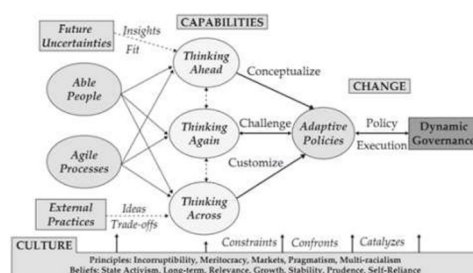 CAPABILITIES
Future
Uncertainties
Insights
Fit
Thinking
Ahead
Conceptualize
CHANGE
Able
People
Thinking
Again
Challenge
Adaptive
Policies
Policy
Execution
Dynamic
Governance
Agile
Processes
Customize
External
Practices
Ideas
Trade-offs
Thinking
Across
CULTURE
Constraints
Confronts
Catalyzes
Principles: Incorruptibility, Meritocracy, Markets, Pragmatism, Multi-racialism
Beliefs: State Activism, Long-term, Relevance, Growth, Stability, Prudence, Self-Reliance